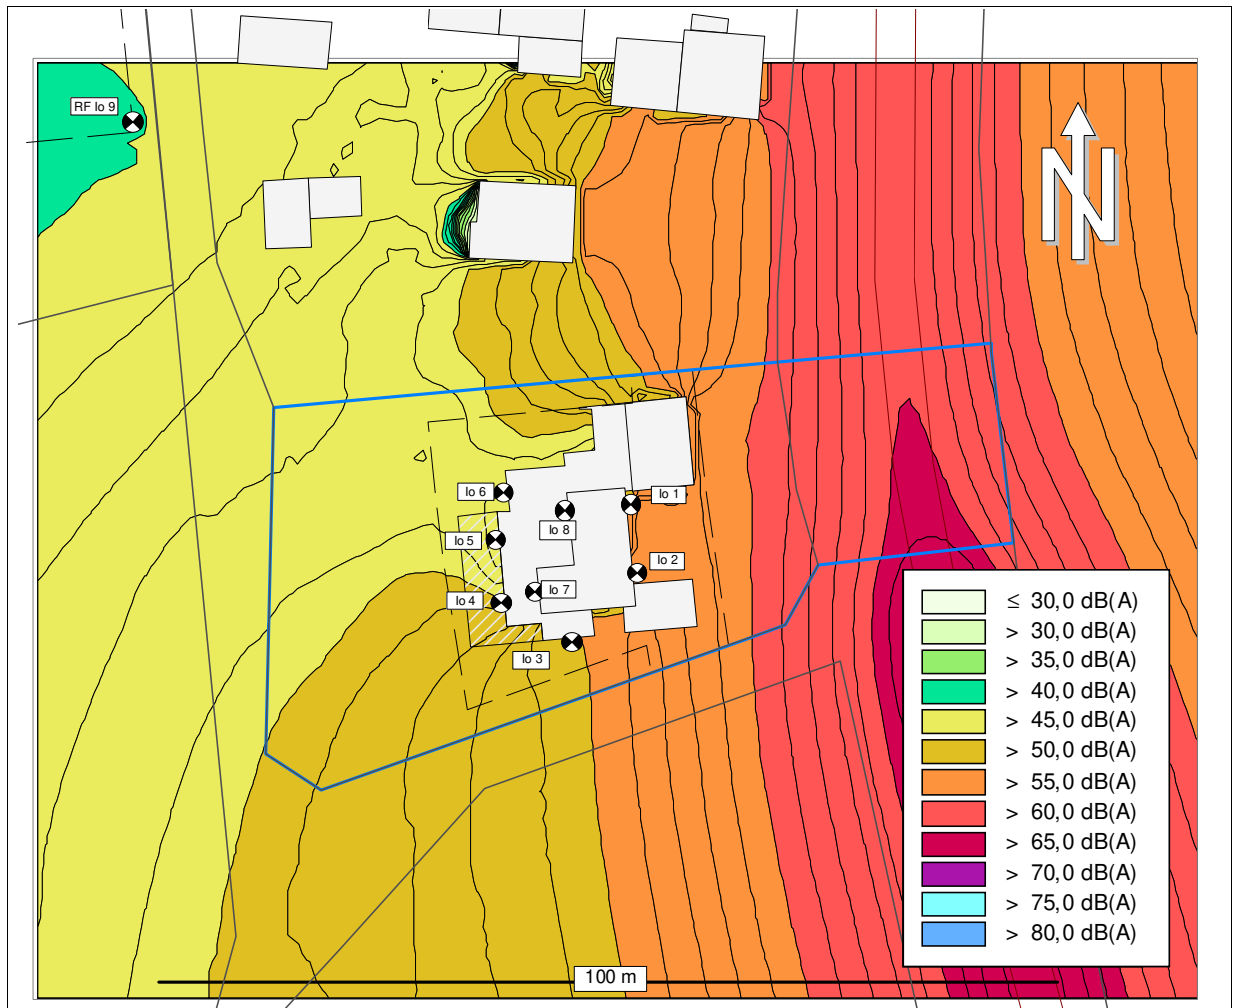 RF Io 9
N
Io 6
Io 1
Io 8
Io 5
Io 2
Io 4
Io 7
Io 3
≤ 30,0 dB(A)
> 30,0 dB(A)
> 35,0 dB(A)
> 40,0 dB(A)
> 45,0 dB(A)
> 50,0 dB(A)
> 55,0 dB(A)
> 60,0 dB(A)
> 65,0 dB(A)
> 70,0 dB(A)
> 75,0 dB(A)
> 80,0 dB(A)
100 m